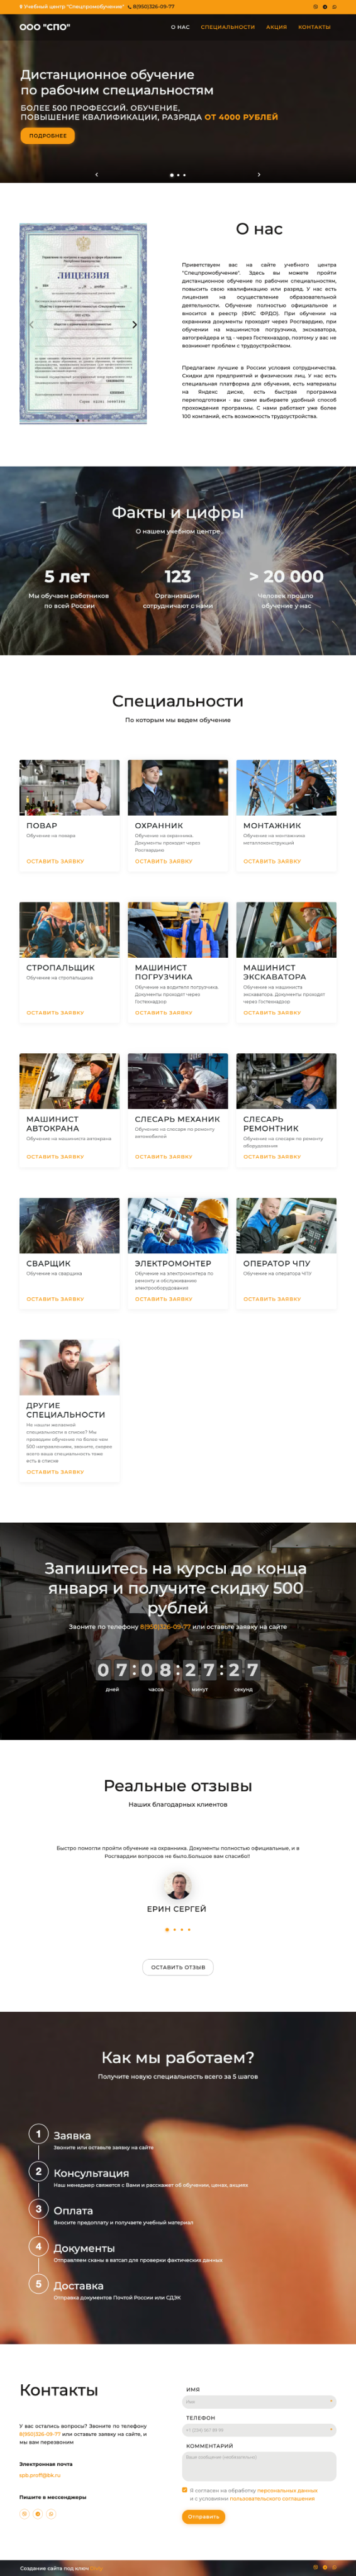 Учебный центр "Спецпромобучение" 8(950)326-09-77
ООО "СПО"
О НАС СПЕЦИАЛЬНОСТИ АКЦИЯ КОНТАКТЫ
Дистанционное обучение
по рабочим специальностям
БОЛЕЕ 500 ПРОФЕССИЙ. ОБУЧЕНИЕ,
ПОВЫШЕНИЕ КВАЛИФИКАЦИИ, РАЗРЯДА ОТ 4000 РУБЛЕЙ
ПОДРОБНЕЕ
ЛИЦЕНЗИЯ
О нас
Приветствуем вас на сайте учебного центра
"Спецпромобучение". Здесь вы можете пройти
дистанционное обучение по рабочим специальностям,
повысить свою квалификацию или разряд. У нас есть
лицензия на осуществления образовательной
деятельности. Обучение полностью официальное и
вносится в реестр (ФИС ФРДО). При обучении на
охранника документы проходят через Росгвардию, при
обучении на машинистов погрузчика, экскаватора,
автогрейдера и тд - через Гостехнадзор, поэтому у вас не
возникнет проблем с трудоустройством.
Предлагаем лучшие в России условия сотрудничества.
Скидки для предприятий и физических лиц. У нас есть
специальная платформа для обучения, есть материалы
на Яндекс диске, есть быстрая программа
переподготовки - вы сами выбираете удобный способ
прохождения программы. С нами работают уже более
100 компаний, есть возможность трудоустройства.
Факты и цифры
О нашем учебном центре
5 лет
Мы обучаем работников
по всей России
123
Организации
сотрудничают с нами
> 20 000
Человек прошло
обучение у нас
Специальности
По которым мы ведем обучение
ПОВАР
Обучение на повара
ОСТАВИТЬ ЗАЯВКУ
ОХРАННИК
Обучение на охранника.
Документы проходят через
Росгвардию
ОСТАВИТЬ ЗАЯВКУ
МОНТАЖНИК
Обучение на монтажника
металлоконструкций
ОСТАВИТЬ ЗАЯВКУ
СТРОПАЛЬЩИК
Обучение на стропальщика
ОСТАВИТЬ ЗАЯВКУ
МАШИНИСТ
ПОГРУЗЧИКА
Обучение на водителя погрузчика.
Документы проходят через
Гостехнадзор
ОСТАВИТЬ ЗАЯВКУ
МАШИНИСТ
ЭКСКАВАТОРА
Обучение на машиниста
экскаватора. Документы проходят
через Гостехнадзор
ОСТАВИТЬ ЗАЯВКУ
МАШИНИСТ
АВТОКРАНА
Обучение на машиниста автокрана
ОСТАВИТЬ ЗАЯВКУ
СЛЕСАРЬ МЕХАНИК
Обучение на слесаря по ремонту
автомобилей
ОСТАВИТЬ ЗАЯВКУ
СЛЕСАРЬ
РЕМОНТНИК
Обучение на слесаря по ремонту
оборудования
ОСТАВИТЬ ЗАЯВКУ
СВАРЩИК
Обучение на сварщика
ОСТАВИТЬ ЗАЯВКУ
ЭЛЕКТРОМОНТЕР
Обучение на электромонтера по
ремонту и обслуживанию
электрооборудования
ОСТАВИТЬ ЗАЯВКУ
ОПЕРАТОР ЧПУ
Обучение на оператора ЧПУ
ОСТАВИТЬ ЗАЯВКУ
ДРУГИЕ
СПЕЦИАЛЬНОСТИ
Не нашли желаемой
специальности в списке? Мы
проводим обучение по более чем
500 направлениям, звоните, скорее
всего ваша специальность тоже
есть в списке
ОСТАВИТЬ ЗАЯВКУ
Запишитесь на курсы до конца
января и получите скидку 500
рублей
Звоните по телефону 8(950)326-09-77 или оставьте заявку на сайте
07:08:27:27
дней часов минут секунд
Реальные отзывы
Наших благодарных клиентов
Быстро помогли пройти обучение на охранника. Документы полностью официальные, и в
Росгвардии вопросов не было.Большое вам спасибо!!
ЕРИН СЕРГЕЙ
ОСТАВИТЬ ОТЗЫВ
Как мы работаем?
Получите новую специальность всего за 5 шагов
1 Заявка
Звоните или оставьте заявку на сайте
2 Консультация
Наш менеджер свяжется с Вами и расскажет об обучении, ценах, акциях
3 Оплата
Вносите предоплату и получаете учебный материал
4 Документы
Отправляем сканы в ватсап для проверки фактических данных
5 Доставка
Отправка документов Почтой России или СДЭК
Контакты
У вас остались вопросы? Звоните по телефону
8(950)326-09-77 или оставьте заявку на сайте, и
мы вам перезвоним
Электронная почта
spb.proff@bk.ru
Пишите в мессенджеры
ИМЯ
Имя
ТЕЛЕФОН
КОММЕНТАРИЙ
Ваше сообщение (необязательно)
Я согласен на обработку персональных данных
и с условиями пользовательского соглашения.
Отправить
Создание сайта под ключ